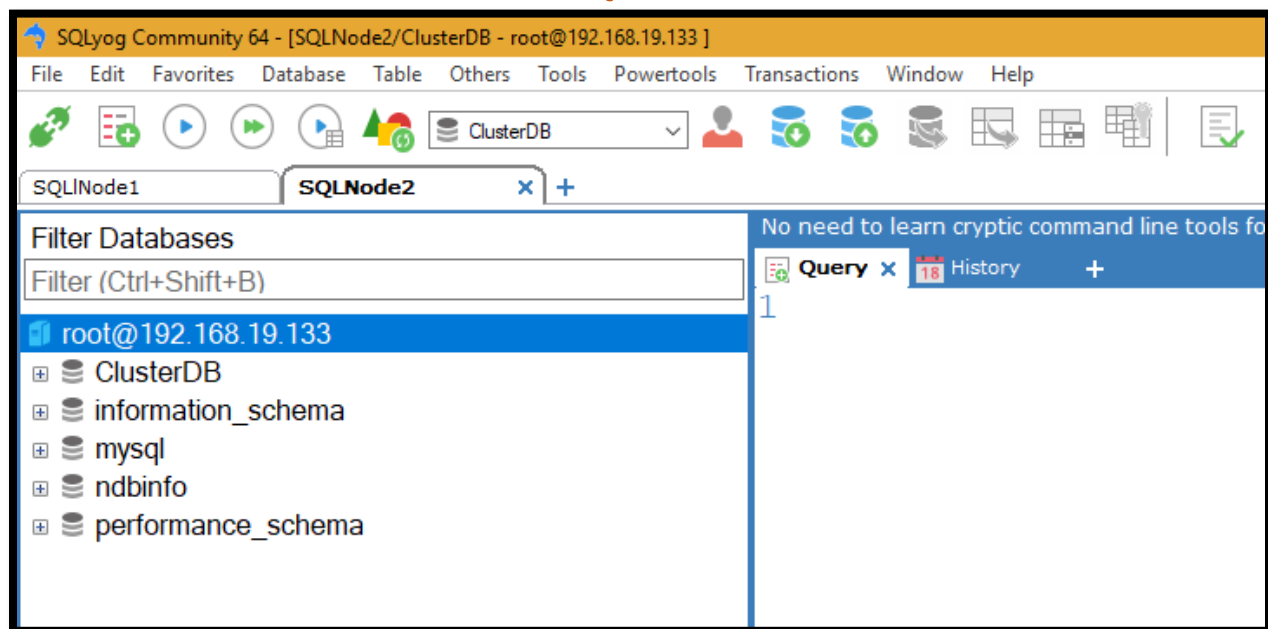 SQLyog Community 64 - [SQLNode2/ClusterDB - root@192.168.19.133 ]
File Edit Favorites Database Table Others Tools Powertools Transactions Window Help
ClusterDB
SQLlNode1 SQLNode2
Filter Databases
Filter (Ctrl+Shift+B)
root@192.168.19.133
ClusterDB
information_schema
mysql
ndbinfo
performance_schema
No need to learn cryptic command line tools fo
Query 18 History
1